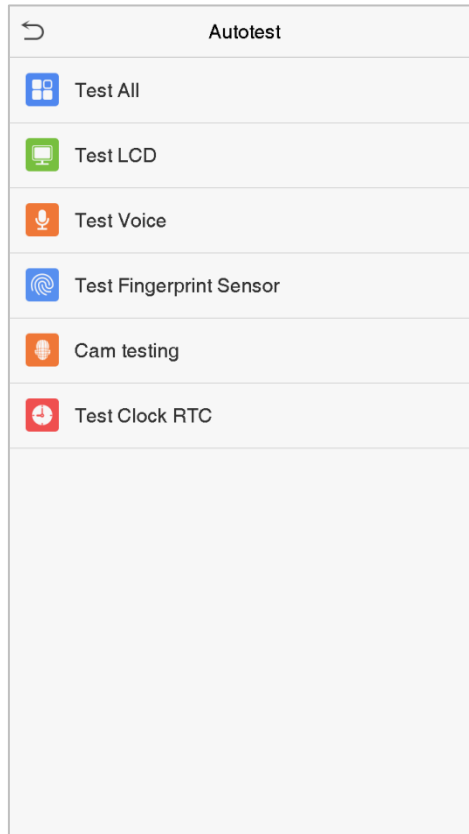 Autotest
Test All
Test LCD
Test Voice
Test Fingerprint Sensor
Cam testing
Test Clock RTC